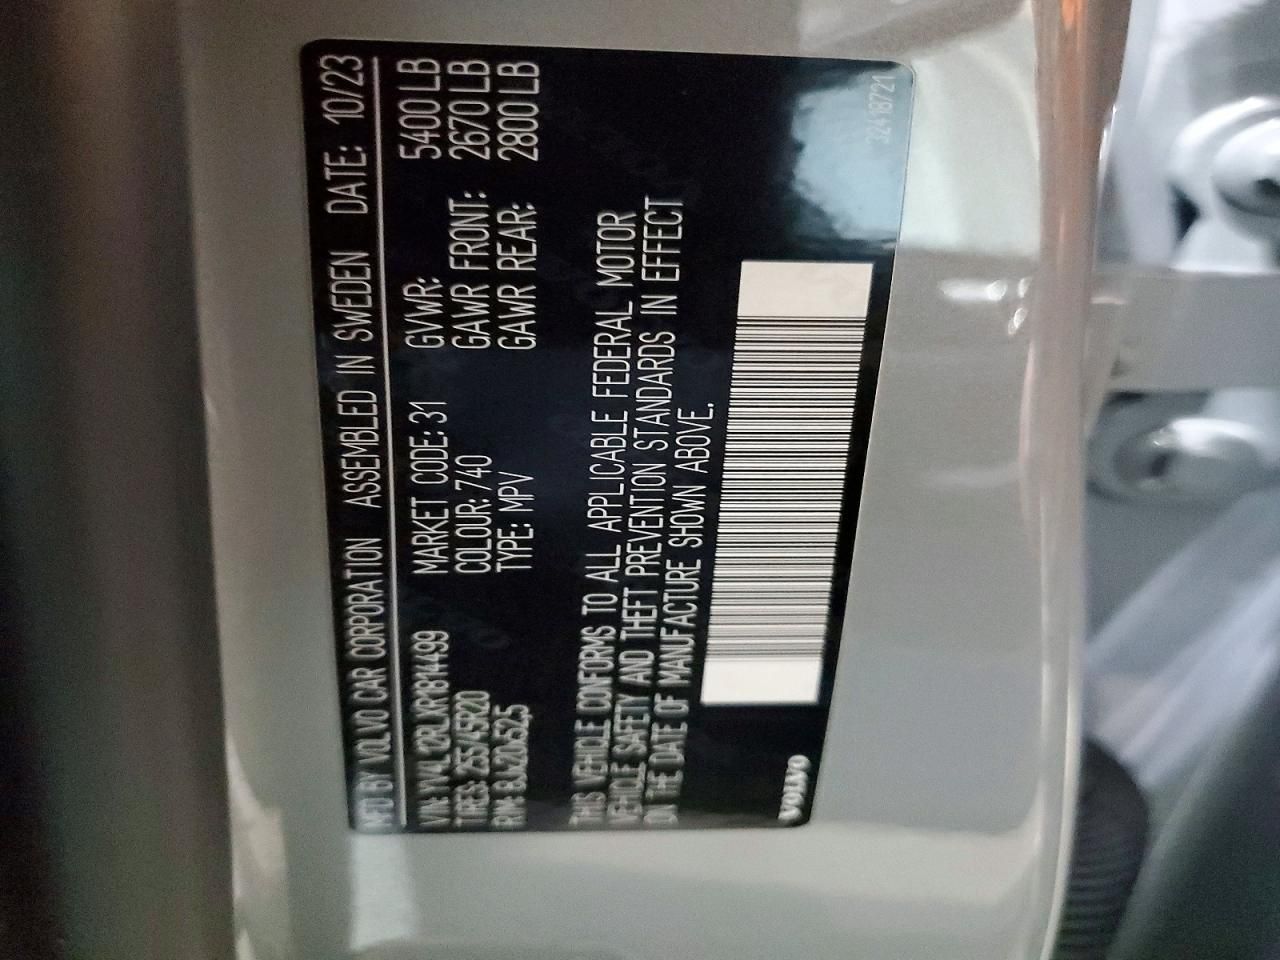 MFD BY VOLVO CAR CORPORATION ASSEMBLED IN SWEDEN DATE: 10/23
VIN: YV4L12RLXR1814499 MARKET CODE: 31 GVWR: 5400 LB
TIRES: 255/45R20 COLOUR: 740 GAWR FRONT: 2670 LB
RIM: 8Jx20x52,5 TYPE: MPV GAWR REAR: 2800 LB
THIS VEHICLE CONFORMS TO ALL APPLICABLE FEDERAL MOTOR
VEHICLE SAFETY AND THEFT PREVENTION STANDARDS IN EFFECT
ON THE DATE OF MANUFACTURE SHOWN ABOVE.
VOLVO 32418721